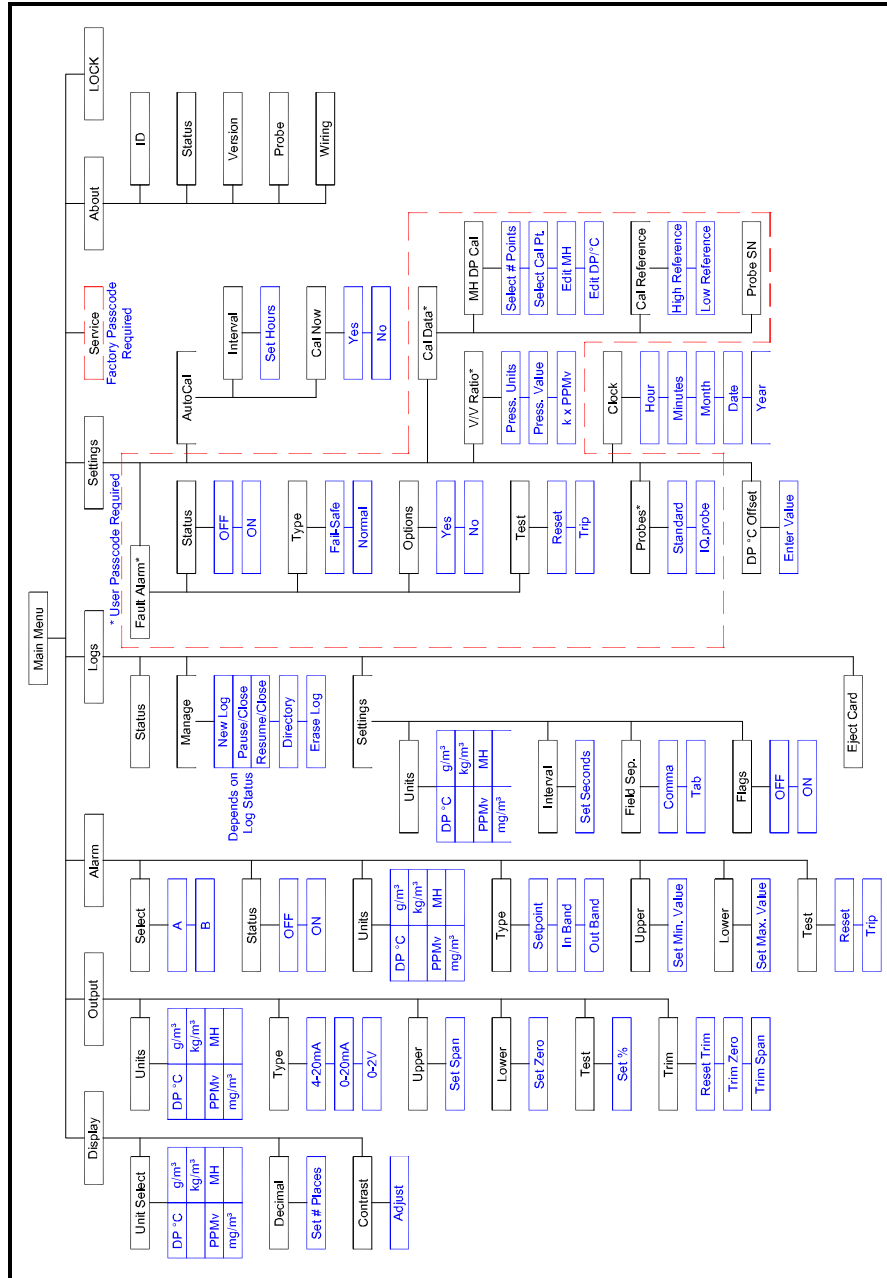 Main Menu
Display
Unit Select
DP °C g/m³
kg/m³
PPMv MH
mg/m³
Decimal
Set # Places
Contrast
Adjust
Output
Units
DP °C g/m³
kg/m³
PPMv MH
mg/m³
Type
4-20mA
0-20mA
0-2V
Upper
Set Span
Lower
Set Zero
Test
Set %
Trim
Reset Trim
Trim Zero
Trim Span
Alarm
Select
A
B
Status
OFF
ON
Units
DP °C g/m³
kg/m³
PPMv MH
mg/m³
Type
Setpoint
In Band
Out Band
Upper
Set Min. Value
Lower
Set Max. Value
Test
Reset
Trip
Logs
Status
Manage
Depends on
Log Status
New Log
Pause/Close
Resume/Close
Directory
Erase Log
Settings
Units
DP °C g/m³
kg/m³
PPMv MH
mg/m³
Interval
Set Seconds
Field Sep.
Comma
Tab
Flags
OFF
ON
Eject Card
Settings
* User Passcode Required
Fault Alarm*
Status
OFF
ON
Type
Fail-Safe
Normal
Options
Yes
No
Test
Reset
Trip
Probes*
Standard
IQ.probe
DP °C Offset
Enter Value
AutoCal
Interval
Set Hours
Cal Now
Yes
No
Cal Data*
MH DP Cal
Select # Points
Select Cal Pt.
Edit MH
Edit DP/°C
Cal Reference
High Reference
Low Reference
Probe SN
V/V Ratio*
Press. Units
Press. Value
k x PPMv
Clock
Hour
Minutes
Month
Date
Year
Service
Factory Passcode
Required
About
ID
Status
Version
Probe
Wiring
LOCK